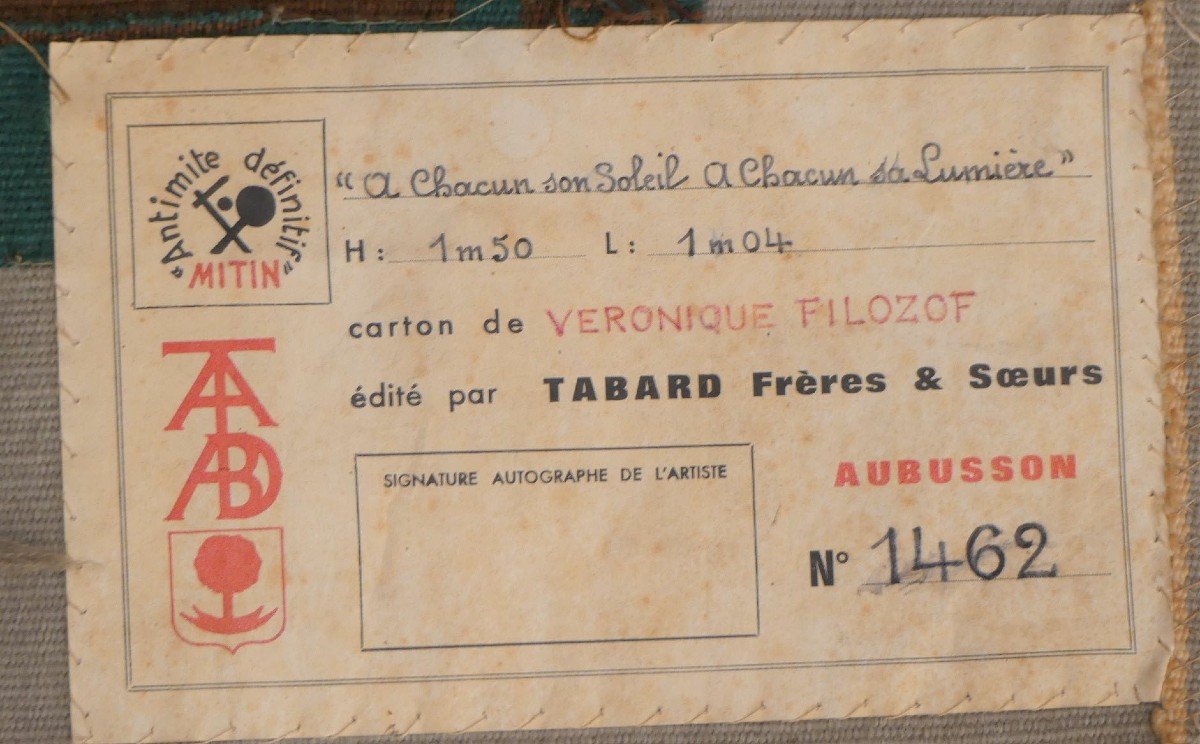 "Antimite définitif"
MITIN
"A Chacun son Soleil A Chacun sa Lumière"
H : 1m50 L : 1m04
carton de VERONIQUE FILOZOF
édité par TABARD Frères & Sœurs
TABARD
SIGNATURE AUTOGRAPHE DE L'ARTISTE
AUBUSSON
N° 1462